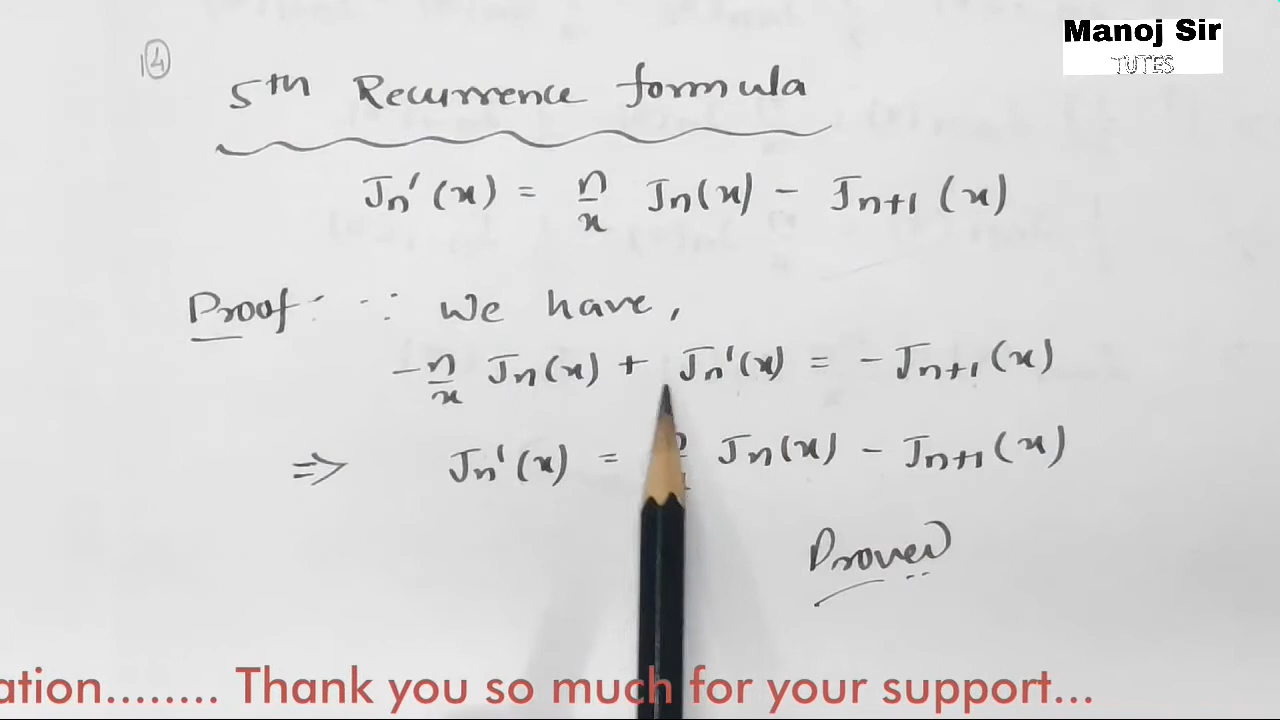 Manoj Sir
TUTES
14
5th Recurrence formula
Jn'(x) = n/x Jn(x) - Jn+1(x)
Proof: ∵ We have,
-n/x Jn(x) + Jn'(x) = -Jn+1(x)
=> Jn'(x) = Jn(x) - Jn+1(x)
Proved
ation........ Thank you so much for your support...